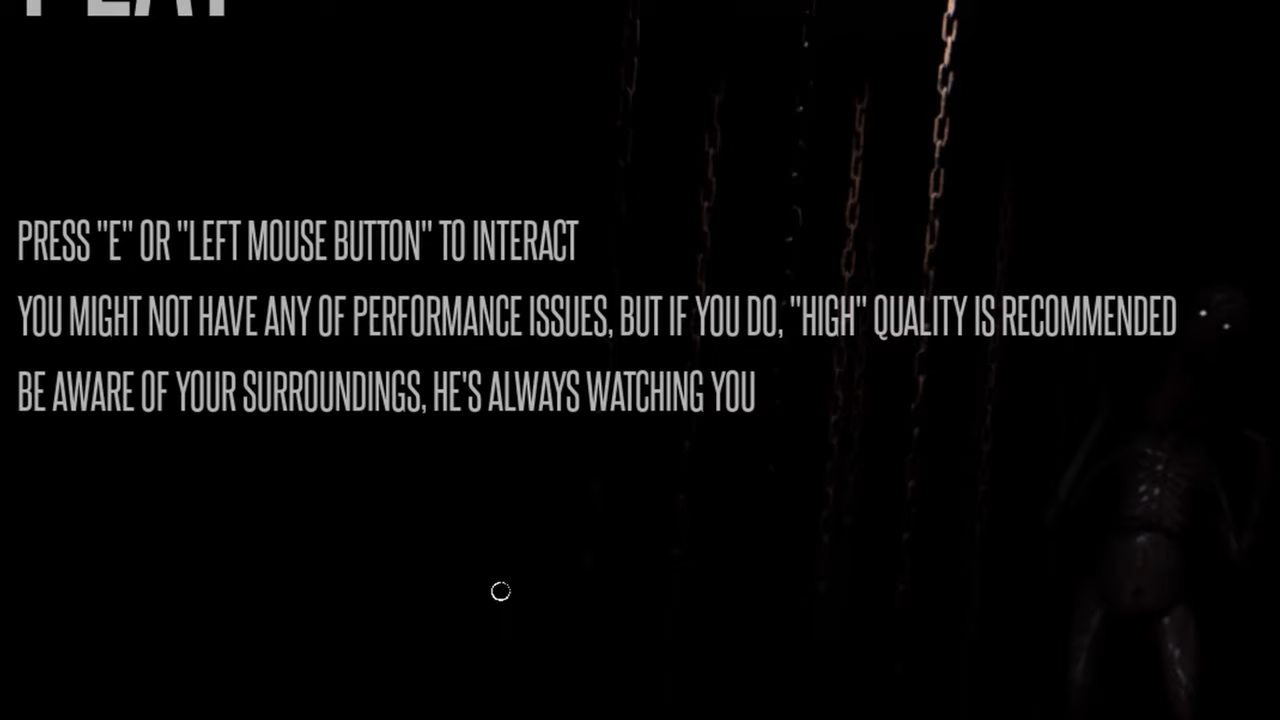 PLAY
PRESS "E" OR "LEFT MOUSE BUTTON" TO INTERACT
YOU MIGHT NOT HAVE ANY OF PERFORMANCE ISSUES, BUT IF YOU DO, "HIGH" QUALITY IS RECOMMENDED
BE AWARE OF YOUR SURROUNDINGS, HE'S ALWAYS WATCHING YOU